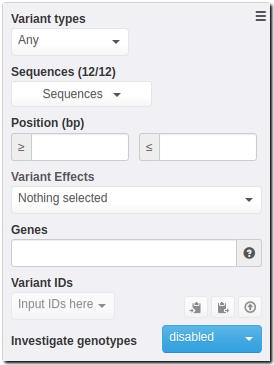 Variant types
Any
Sequences (12/12)
Sequences
Position (bp)
≥ ≤
Variant Effects
Nothing selected
Genes
?
Variant IDs
Input IDs here
Investigate genotypes disabled